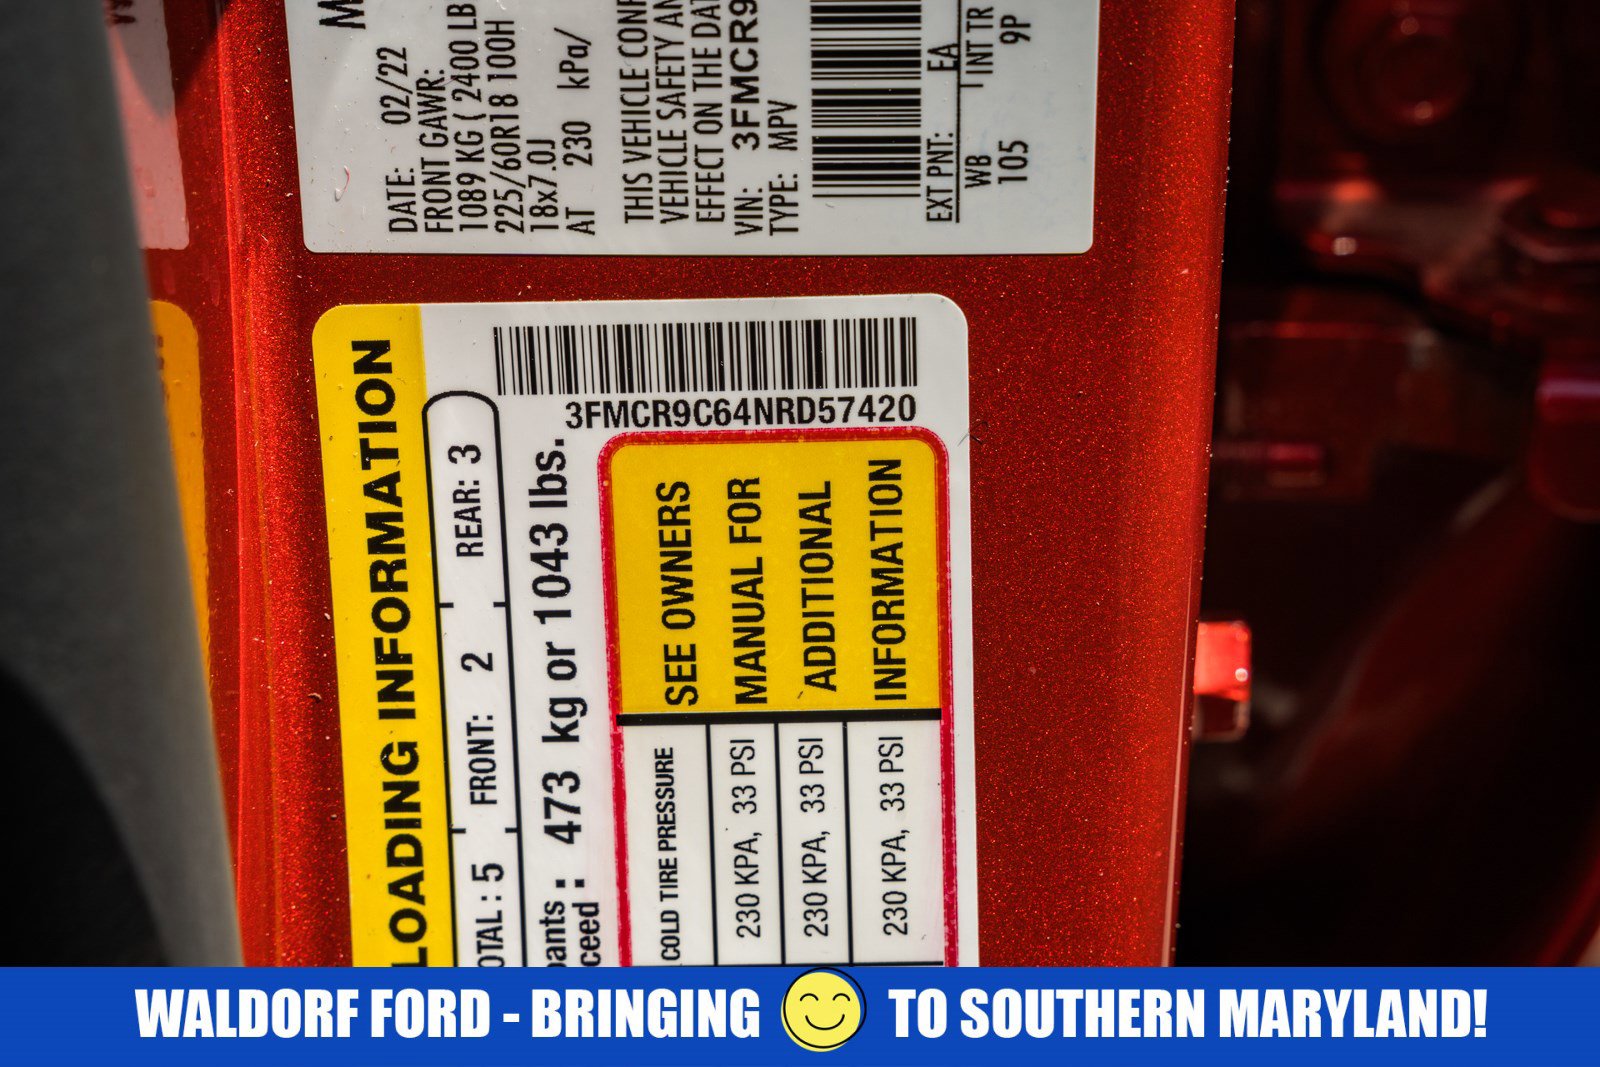 M
DATE: 02/22
FRONT GAWR:
1089 KG ( 2400 LB
225/60R18 100H
18x7.0J
AT 230 kPa/
THIS VEHICLE CONF
VEHICLE SAFETY AN
EFFECT ON THE DAT
VIN: 3FMCR9
TYPE: MPV
EXT PNT: EA
WB INT TR
105 9P
LOADING INFORMATION
OTAL : 5 FRONT: 2 REAR: 3
pants : 473 kg or 1043 lbs.
ceed
3FMCR9C64NRD57420
COLD TIRE PRESSURE
230 KPA, 33 PSI
230 KPA, 33 PSI
230 KPA, 33 PSI
SEE OWNERS
MANUAL FOR
ADDITIONAL
INFORMATION
WALDORF FORD - BRINGING TO SOUTHERN MARYLAND!